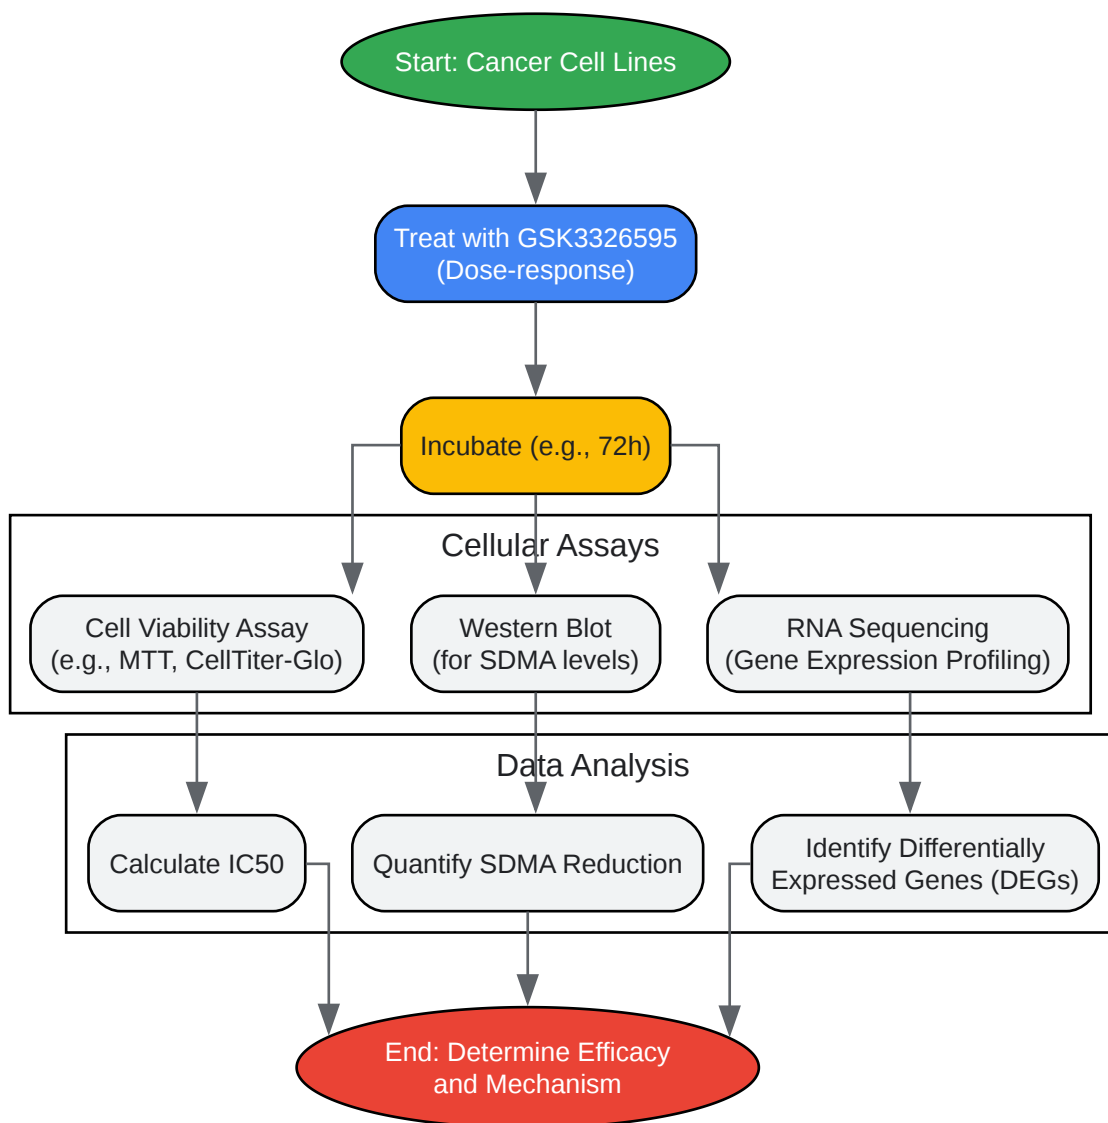 Start: Cancer Cell Lines
Treat with GSK3326595
(Dose-response)
Incubate (e.g., 72h)
Cellular Assays
Cell Viability Assay
(e.g., MTT, CellTiter-Glo)
Western Blot
(for SDMA levels)
RNA Sequencing
(Gene Expression Profiling)
Data Analysis
Calculate IC50
Quantify SDMA Reduction
Identify Differentially
Expressed Genes (DEGs)
End: Determine Efficacy
and Mechanism